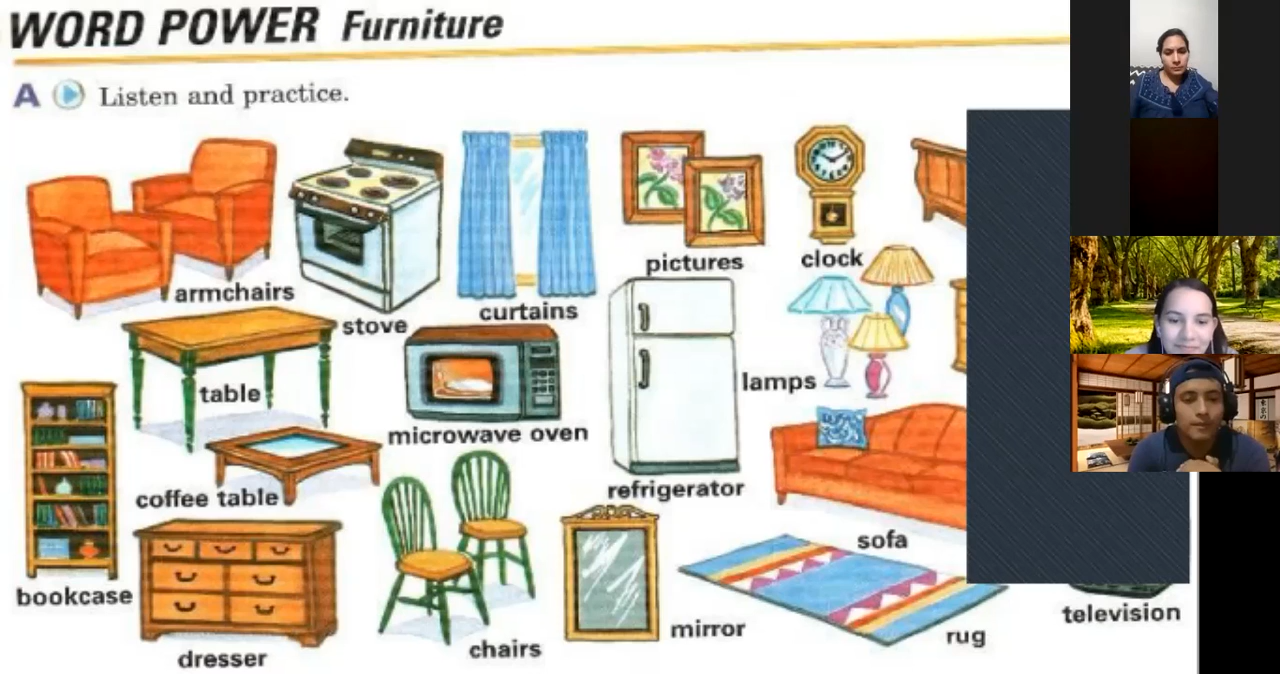 WORD POWER Furniture
A Listen and practice.
armchairs
stove
curtains
pictures
clock
table
microwave oven
refrigerator
lamps
coffee table
sofa
bookcase
dresser
chairs
mirror
rug
television